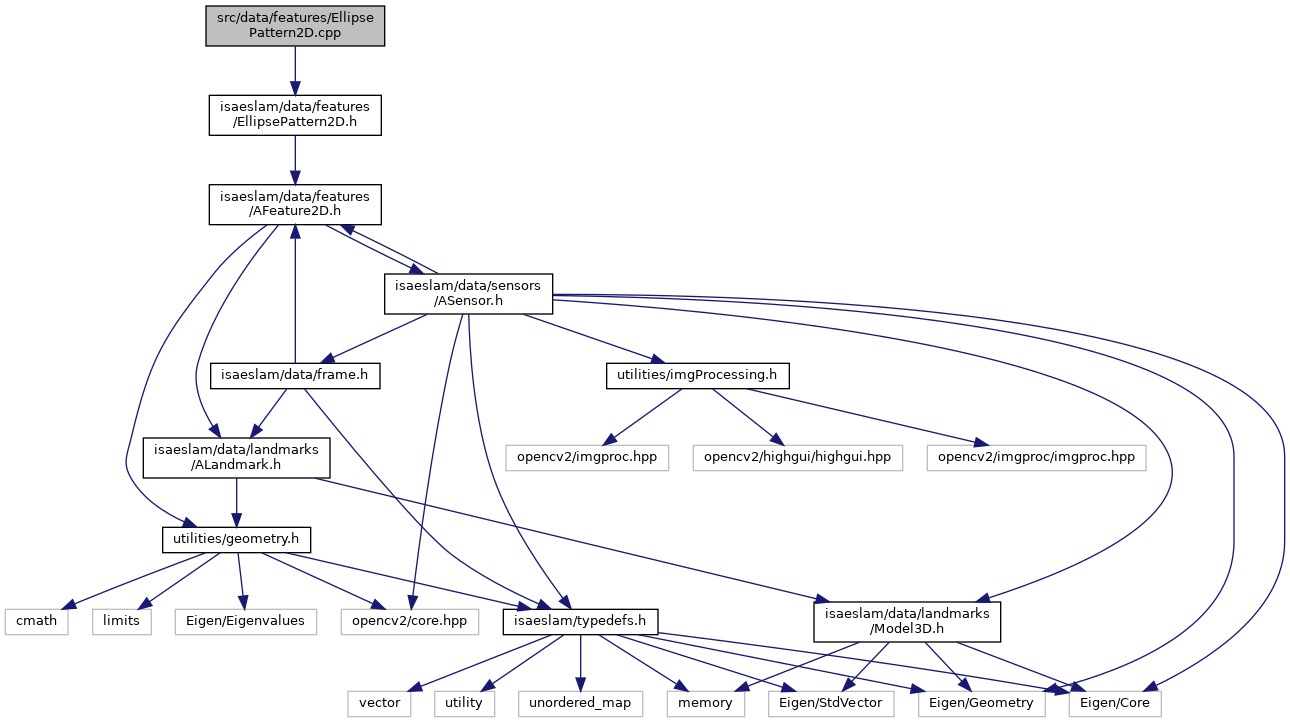 src/data/features/Ellipse
Pattern2D.cpp
isaeslam/data/features
/EllipsePattern2D.h
isaeslam/data/features
/AFeature2D.h
isaeslam/data/sensors
/ASensor.h
isaeslam/data/frame.h
utilities/imgProcessing.h
isaeslam/data/landmarks
/ALandmark.h
opencv2/imgproc.hpp
opencv2/highgui/highgui.hpp
opencv2/imgproc/imgproc.hpp
utilities/geometry.h
cmath
limits
Eigen/Eigenvalues
opencv2/core.hpp
isaeslam/typedefs.h
isaeslam/data/landmarks
/Model3D.h
vector
utility
unordered_map
memory
Eigen/StdVector
Eigen/Geometry
Eigen/Core